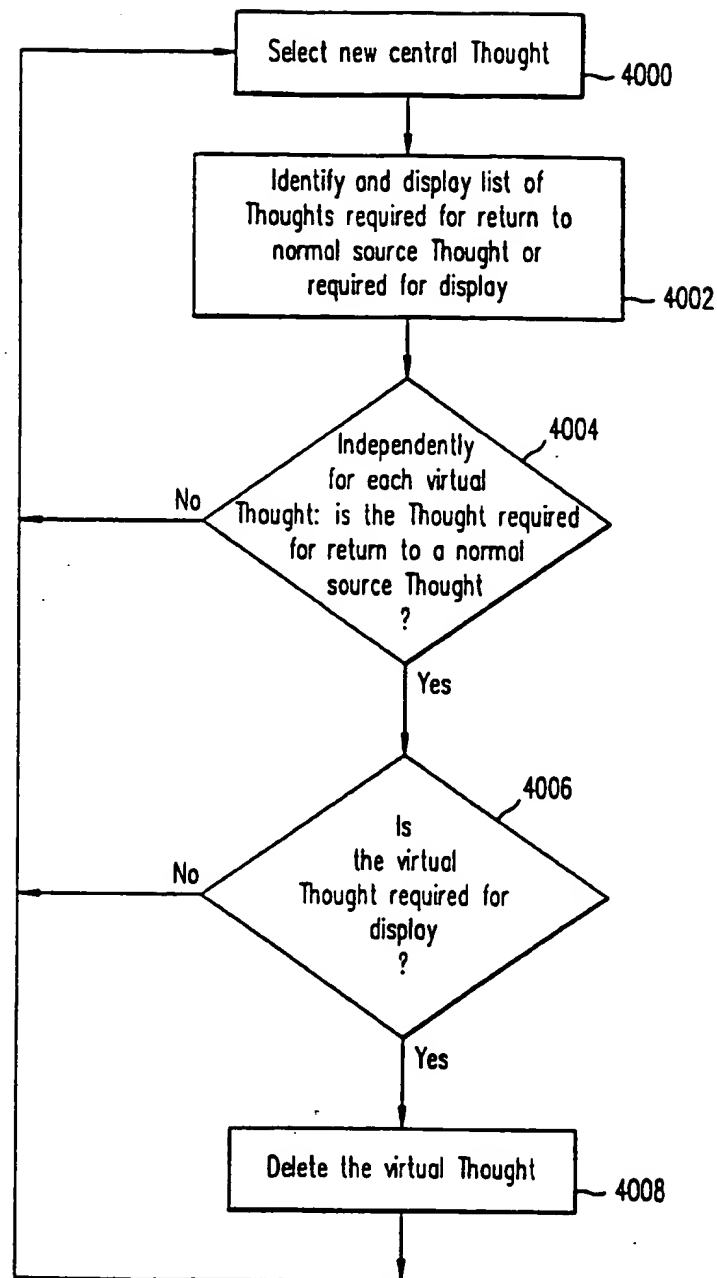 Select new central Thought
4000
Identify and display list of
Thoughts required for return to
normal source Thought or
required for display
4002
4004
Independently
for each virtual
No
Thought: is the Thought required
for return to a normal
source Thought
?
Yes
4006
Is
the virtual
No
Thought required for
display
?
Yes
Delete the virtual Thought
4008